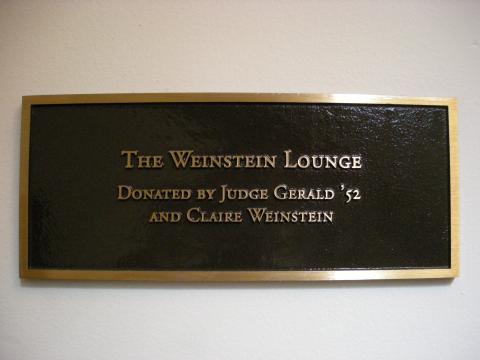 The Weinstein Lounge
Donated by Judge Gerald ’52
and Claire Weinstein